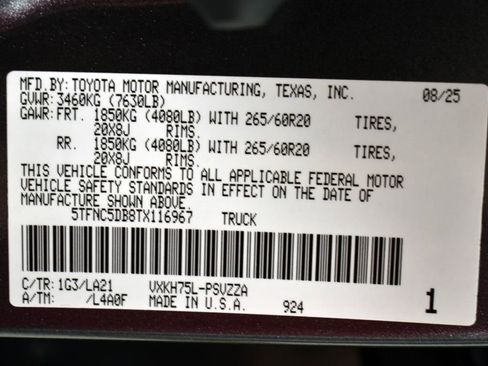 MFD.BY: TOYOTA MOTOR MANUFACTURING, TEXAS, INC. 08/25
GVWR: 3460KG (7630LB)
GAWR: FRT. 1850KG (4080LB) WITH 265/60R20 TIRES,
20X8J RIMS.
RR. 1850KG (4080LB) WITH 265/60R20 TIRES,
20X8J RIMS.
THIS VEHICLE CONFORMS TO ALL APPLICABLE FEDERAL MOTOR
VEHICLE SAFETY STANDARDS IN EFFECT ON THE DATE OF
MANUFACTURE SHOWN ABOVE.
5TFNC5DB8TX116967 TRUCK
C/TR: 1G3/LA21 VXKH75L-PSVZZA
A/TM: /L4A0F MADE IN U.S.A. 924 1